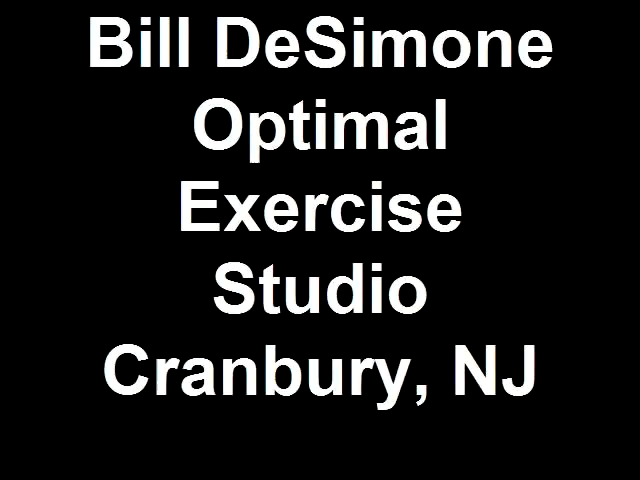 Bill DeSimone
Optimal
Exercise
Studio
Cranbury, NJ